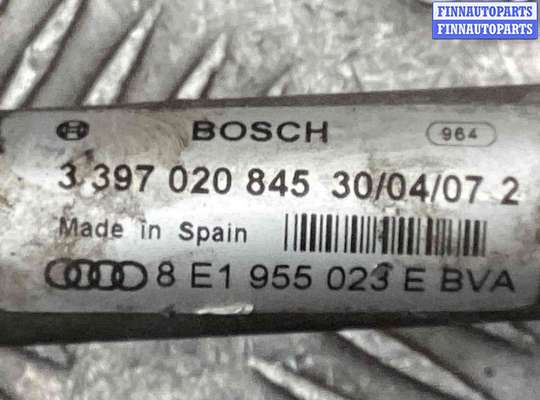 FINNAUTOPARTS
FINNAUTOPARTS
BOSCH 964
3 397 020 845 30/04/07 2
Made in Spain
8 E1 955 023 E BVA